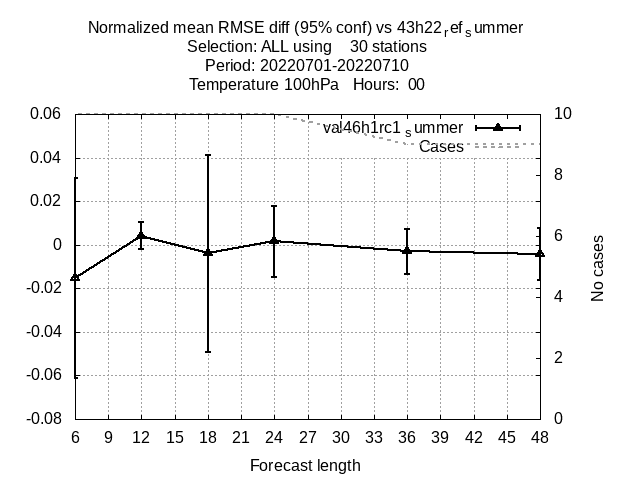 Normalized mean RMSE diff (95% conf) vs 43h22refsummer
Selection: ALL using    30 stations
Period: 20220701-20220710
Temperature 100hPa   Hours:  00
0.06
0.04
0.02
0
-0.02
-0.04
-0.06
-0.08
10
8
6
4
2
0
val46h1rc1 summer
Cases
No cases
6 9 12 15 18 21 24 27 30 33 36 39 42 45 48
Forecast length